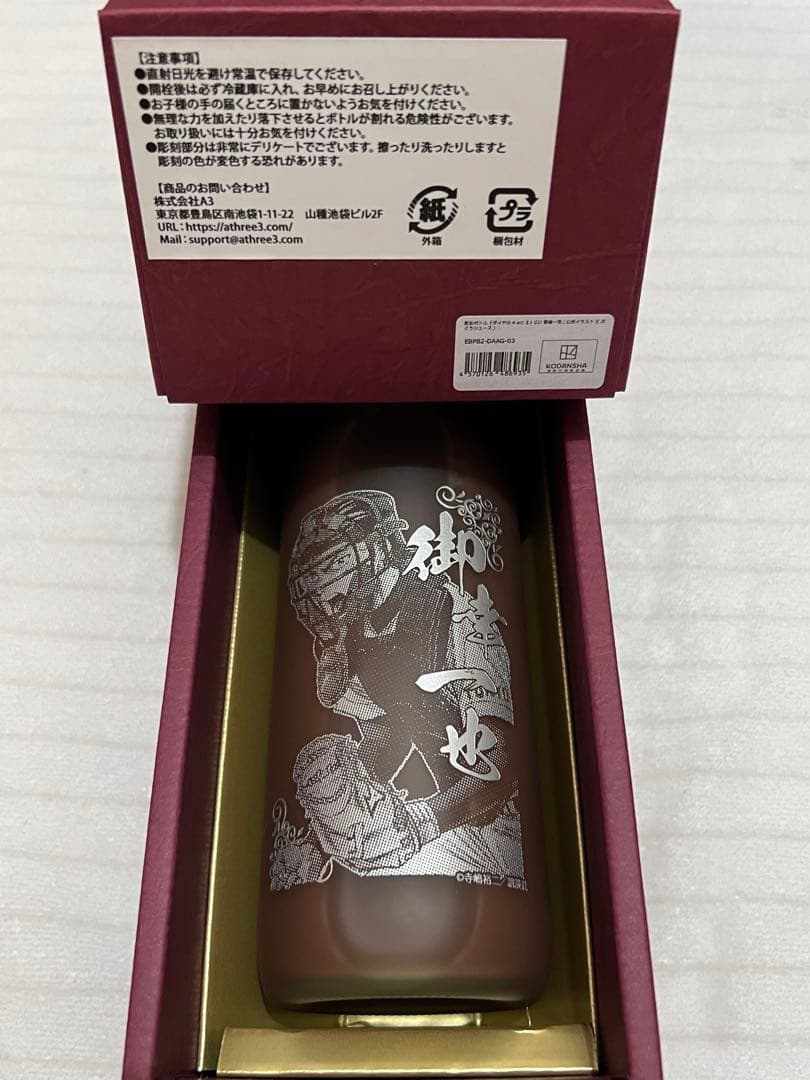 【注意事項】
●直射日光を避け常温で保存してください。
●開栓後は必ず冷蔵庫に入れ、お早めにお召し上がりください。
●お子様の手の届くところに置かないようお気を付けください。
●無理な力を加えたり落下させるとボトルが割れる危険性がございます。
お取り扱いには十分お気を付けください。
●彫刻部分は非常にデリケートでございます。擦ったり洗ったりしますと
彫刻の色が変色する恐れがあります。
【商品のお問い合わせ】
株式会社A3
東京都豊島区南池袋1-11-22 山種池袋ビル2F
URL:https://athree3.com/
Mail:support@athree3.com
紙
外箱
プラ
梱包材
EBPB2-DAAG-03
4 570126 486935
KODANSHA
御幸一也
©寺嶋裕二/講談社